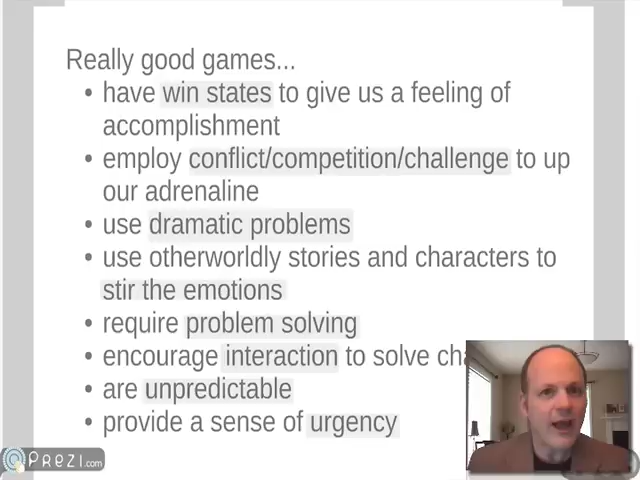 Really good games...
• have win states to give us a feeling of
accomplishment
• employ conflict/competition/challenge to up
our adrenaline
• use dramatic problems
• use otherworldly stories and characters to
stir the emotions
• require problem solving
• encourage interaction to solve
• are unpredictable
• provide a sense of urgency
PREZI.com